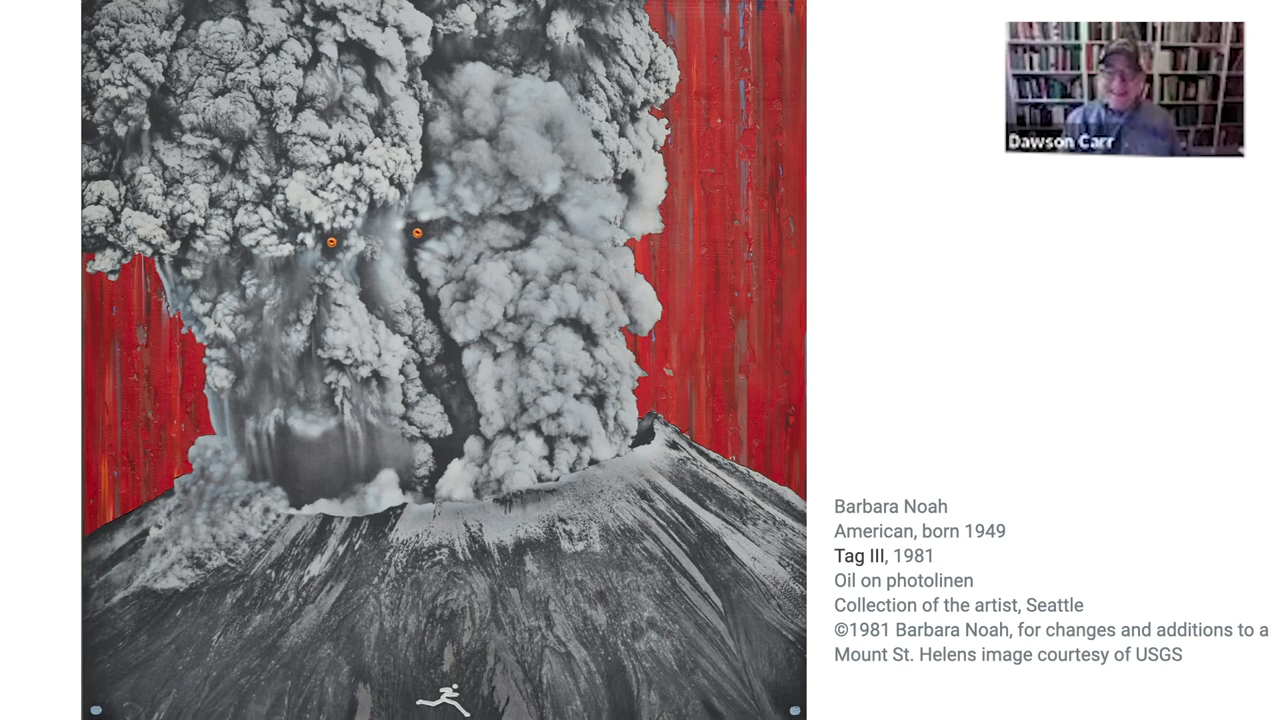 Dawson Carr
Barbara Noah
American, born 1949
Tag III, 1981
Oil on photolinen
Collection of the artist, Seattle
©1981 Barbara Noah, for changes and additions to a
Mount St. Helens image courtesy of USGS